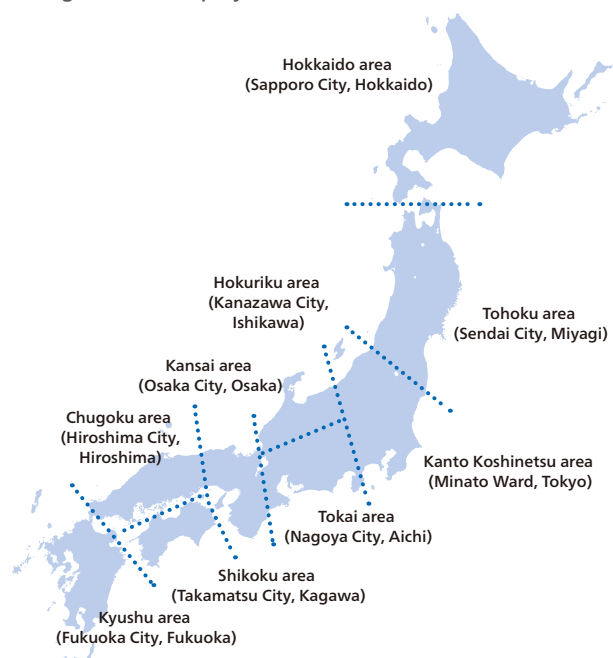 Hokkaido area
(Sapporo City, Hokkaido)
Hokuriku area
(Kanazawa City,
Ishikawa)
Tohoku area
(Sendai City, Miyagi)
Kansai area
(Osaka City, Osaka)
Chugoku area
(Hiroshima City,
Hiroshima)
Kanto Koshinetsu area
(Minato Ward, Tokyo)
Tokai area
(Nagoya City, Aichi)
Shikoku area
(Takamatsu City, Kagawa)
Kyushu area
(Fukuoka City, Fukuoka)